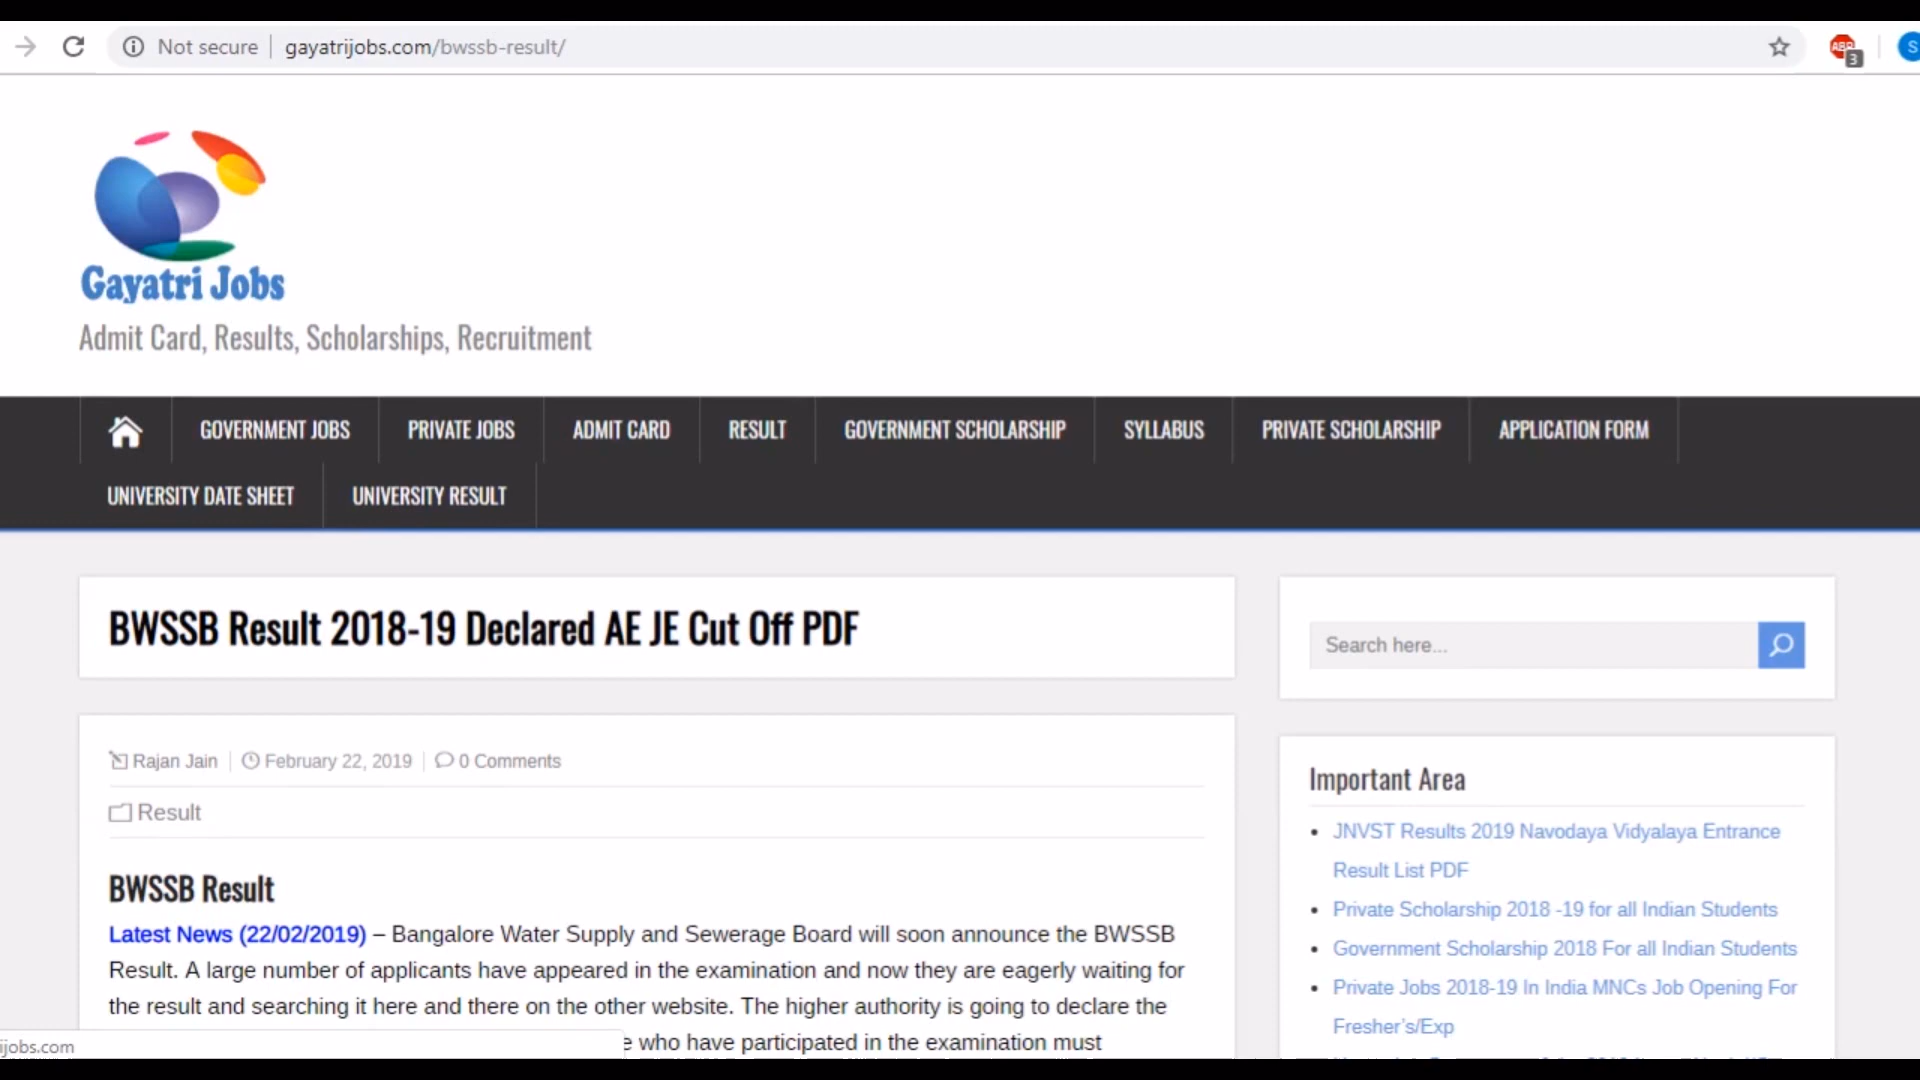 Not secure | gayatrijobs.com/bwssb-result/
ABP
3
S
Gayatri Jobs
Admit Card, Results, Scholarships, Recruitment
GOVERNMENT JOBS
PRIVATE JOBS
ADMIT CARD
RESULT
GOVERNMENT SCHOLARSHIP
SYLLABUS
PRIVATE SCHOLARSHIP
APPLICATION FORM
UNIVERSITY DATE SHEET
UNIVERSITY RESULT
BWSSB Result 2018-19 Declared AE JE Cut Off PDF
Rajan Jain
February 22, 2019
0 Comments
Result
BWSSB Result
Latest News (22/02/2019) – Bangalore Water Supply and Sewerage Board will soon announce the BWSSB
Result. A large number of applicants have appeared in the examination and now they are eagerly waiting for
the result and searching it here and there on the other website. The higher authority is going to declare the
who have participated in the examination must
ijobs.com
Search here...
Important Area
JNVST Results 2019 Navodaya Vidyalaya Entrance
Result List PDF
Private Scholarship 2018 -19 for all Indian Students
Government Scholarship 2018 For all Indian Students
Private Jobs 2018-19 In India MNCs Job Opening For
Fresher's/Exp